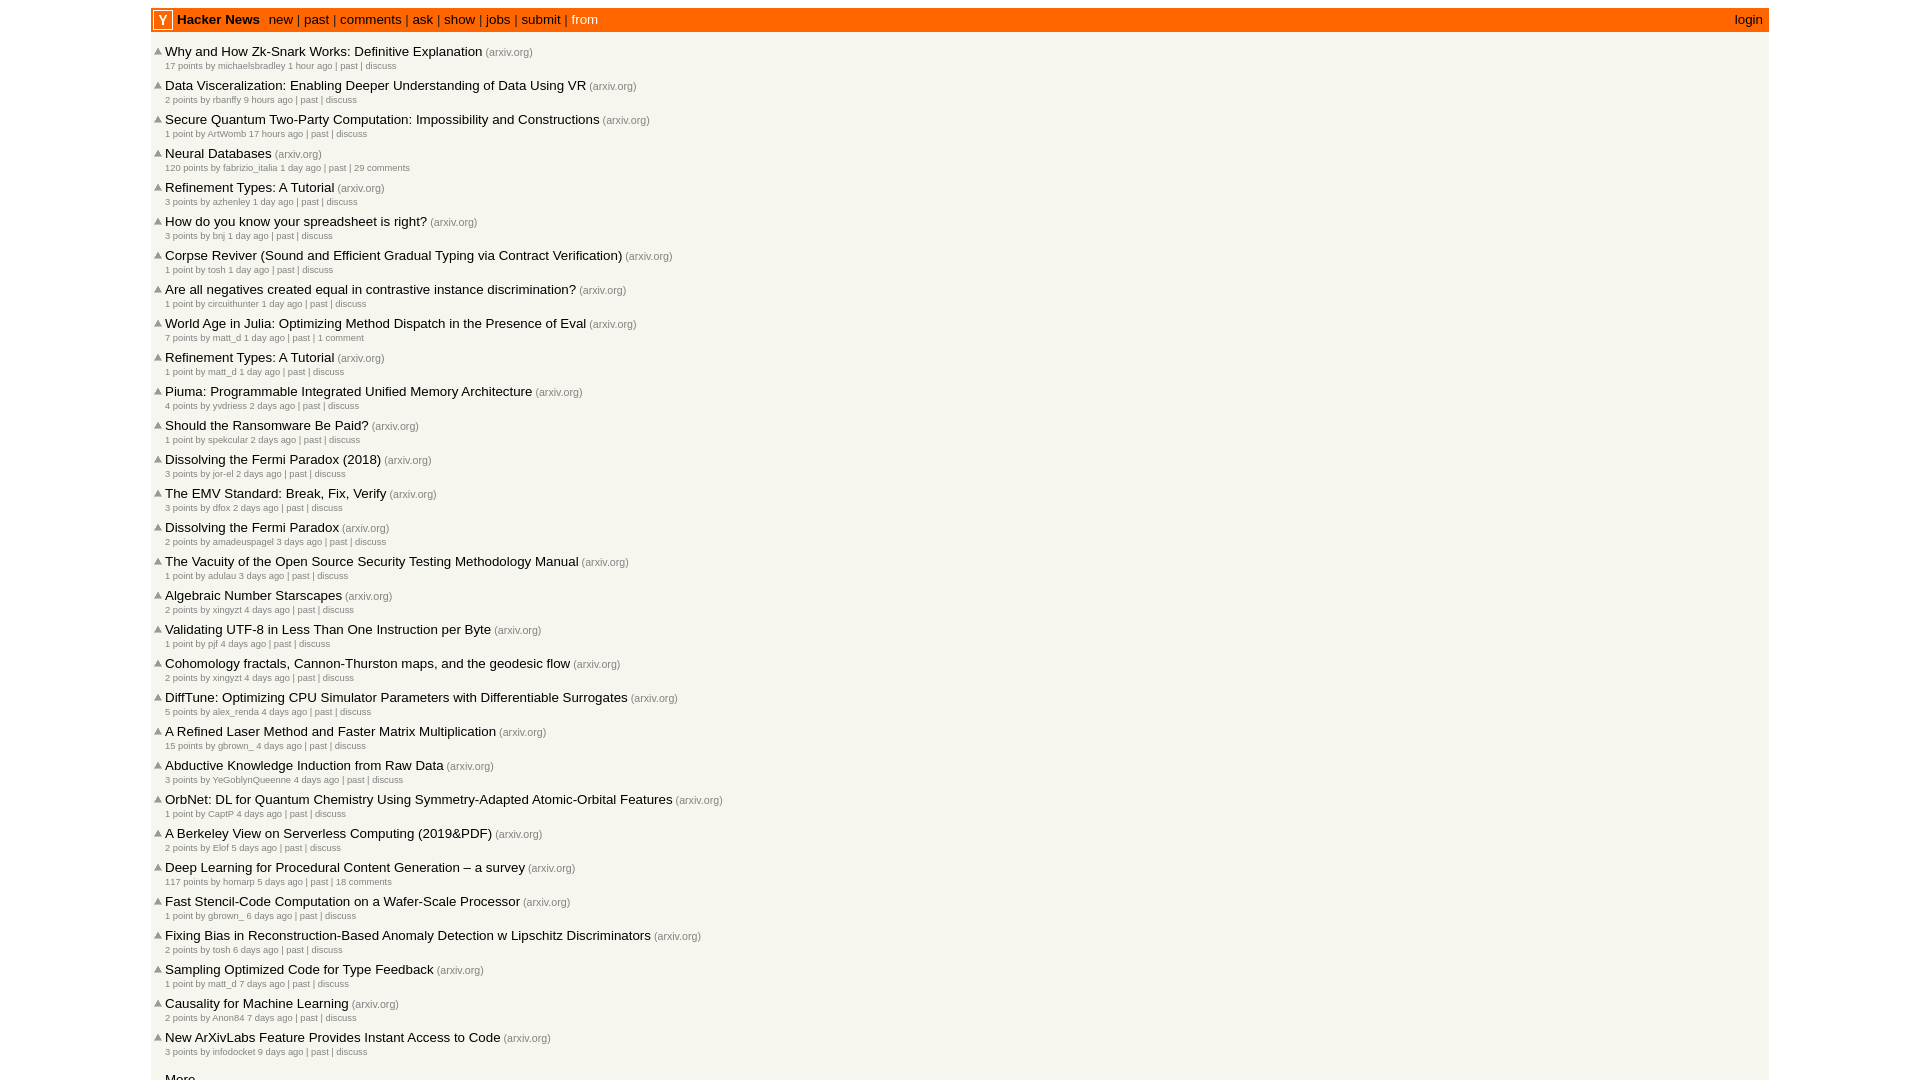 Y Hacker News new | past | comments | ask | show | jobs | submit | from login
Why and How Zk-Snark Works: Definitive Explanation (arxiv.org)
17 points by michaelsbradley 1 hour ago | past | discuss
Data Visceralization: Enabling Deeper Understanding of Data Using VR (arxiv.org)
2 points by rbanffy 9 hours ago | past | discuss
Secure Quantum Two-Party Computation: Impossibility and Constructions (arxiv.org)
1 point by ArtWomb 17 hours ago | past | discuss
Neural Databases (arxiv.org)
120 points by fabrizio_italia 1 day ago | past | 29 comments
Refinement Types: A Tutorial (arxiv.org)
3 points by azhenley 1 day ago | past | discuss
How do you know your spreadsheet is right? (arxiv.org)
3 points by bnj 1 day ago | past | discuss
Corpse Reviver (Sound and Efficient Gradual Typing via Contract Verification) (arxiv.org)
1 point by tosh 1 day ago | past | discuss
Are all negatives created equal in contrastive instance discrimination? (arxiv.org)
1 point by circuithunter 1 day ago | past | discuss
World Age in Julia: Optimizing Method Dispatch in the Presence of Eval (arxiv.org)
7 points by matt_d 1 day ago | past | 1 comment
Refinement Types: A Tutorial (arxiv.org)
1 point by matt_d 1 day ago | past | discuss
Piuma: Programmable Integrated Unified Memory Architecture (arxiv.org)
4 points by yvdriess 2 days ago | past | discuss
Should the Ransomware Be Paid? (arxiv.org)
1 point by spekcular 2 days ago | past | discuss
Dissolving the Fermi Paradox (2018) (arxiv.org)
3 points by jor-el 2 days ago | past | discuss
The EMV Standard: Break, Fix, Verify (arxiv.org)
3 points by dfox 2 days ago | past | discuss
Dissolving the Fermi Paradox (arxiv.org)
2 points by amadeuspagel 3 days ago | past | discuss
The Vacuity of the Open Source Security Testing Methodology Manual (arxiv.org)
1 point by adulau 3 days ago | past | discuss
Algebraic Number Starscapes (arxiv.org)
2 points by xingyzt 4 days ago | past | discuss
Validating UTF-8 in Less Than One Instruction per Byte (arxiv.org)
1 point by pjf 4 days ago | past | discuss
Cohomology fractals, Cannon-Thurston maps, and the geodesic flow (arxiv.org)
2 points by xingyzt 4 days ago | past | discuss
DiffTune: Optimizing CPU Simulator Parameters with Differentiable Surrogates (arxiv.org)
5 points by alex_renda 4 days ago | past | discuss
A Refined Laser Method and Faster Matrix Multiplication (arxiv.org)
15 points by gbrown_ 4 days ago | past | discuss
Abductive Knowledge Induction from Raw Data (arxiv.org)
3 points by YeGoblynQueenne 4 days ago | past | discuss
OrbNet: DL for Quantum Chemistry Using Symmetry-Adapted Atomic-Orbital Features (arxiv.org)
1 point by CaptP 4 days ago | past | discuss
A Berkeley View on Serverless Computing (2019&PDF) (arxiv.org)
2 points by Elof 5 days ago | past | discuss
Deep Learning for Procedural Content Generation – a survey (arxiv.org)
117 points by homarp 5 days ago | past | 18 comments
Fast Stencil-Code Computation on a Wafer-Scale Processor (arxiv.org)
1 point by gbrown_ 6 days ago | past | discuss
Fixing Bias in Reconstruction-Based Anomaly Detection w Lipschitz Discriminators (arxiv.org)
2 points by tosh 6 days ago | past | discuss
Sampling Optimized Code for Type Feedback (arxiv.org)
1 point by matt_d 7 days ago | past | discuss
Causality for Machine Learning (arxiv.org)
2 points by Anon84 7 days ago | past | discuss
New ArXivLabs Feature Provides Instant Access to Code (arxiv.org)
3 points by infodocket 9 days ago | past | discuss
More